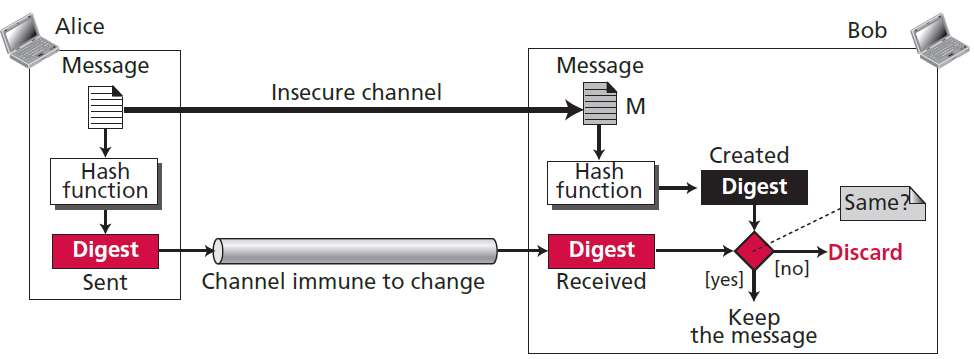 Alice
Bob
Message
Message
Insecure channel
M
Hash
function
Hash
function
Created
Digest
Same?
Digest
Digest
Discard
Sent
Channel immune to change
Received
[yes]
[no]
Keep
the message